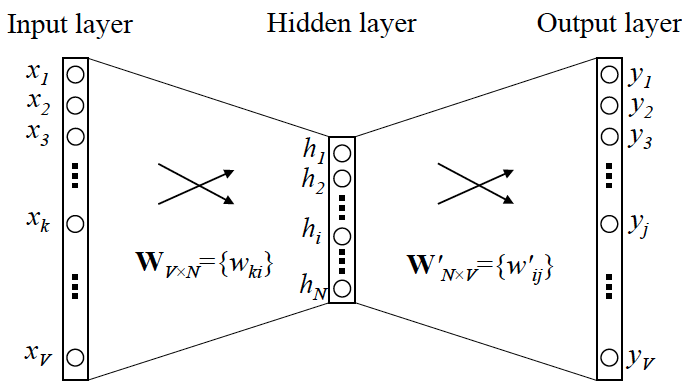 Input layer
Hidden layer
Output layer
x1
x2
x3
xk
xV
h1
h2
hi
hN
y1
y2
y3
yj
yV
WV×N={wki}
W'N×V={w'ij}